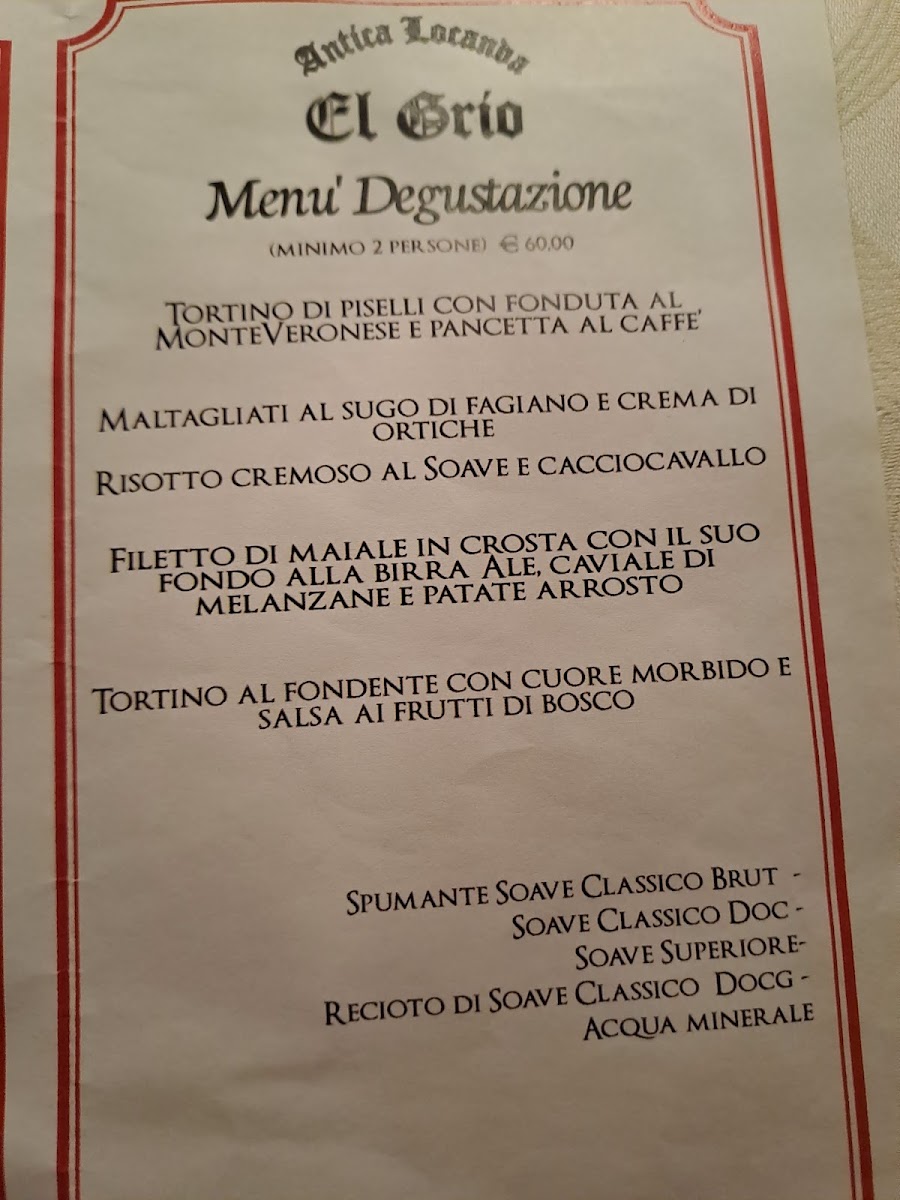 Antica Locanda
El Grio
Menu' Degustazione
(MINIMO 2 PERSONE) € 60,00
TORTINO DI PISELLI CON FONDUTA AL
MONTEVERONESE E PANCETTA AL CAFFE'
MALTAGLIATI AL SUGO DI FAGIANO E CREMA DI
ORTICHE
RISOTTO CREMOSO AL SOAVE E CACCIOCAVALLO
FILETTO DI MAIALE IN CROSTA CON IL SUO
FONDO ALLA BIRRA ALE, CAVIALE DI
MELANZANE E PATATE ARROSTO
TORTINO AL FONDENTE CON CUORE MORBIDO E
SALSA AI FRUTTI DI BOSCO
SPUMANTE SOAVE CLASSICO BRUT -
SOAVE CLASSICO DOC -
SOAVE SUPERIORE-
RECIOTO DI SOAVE CLASSICO DOCG -
ACQUA MINERALE